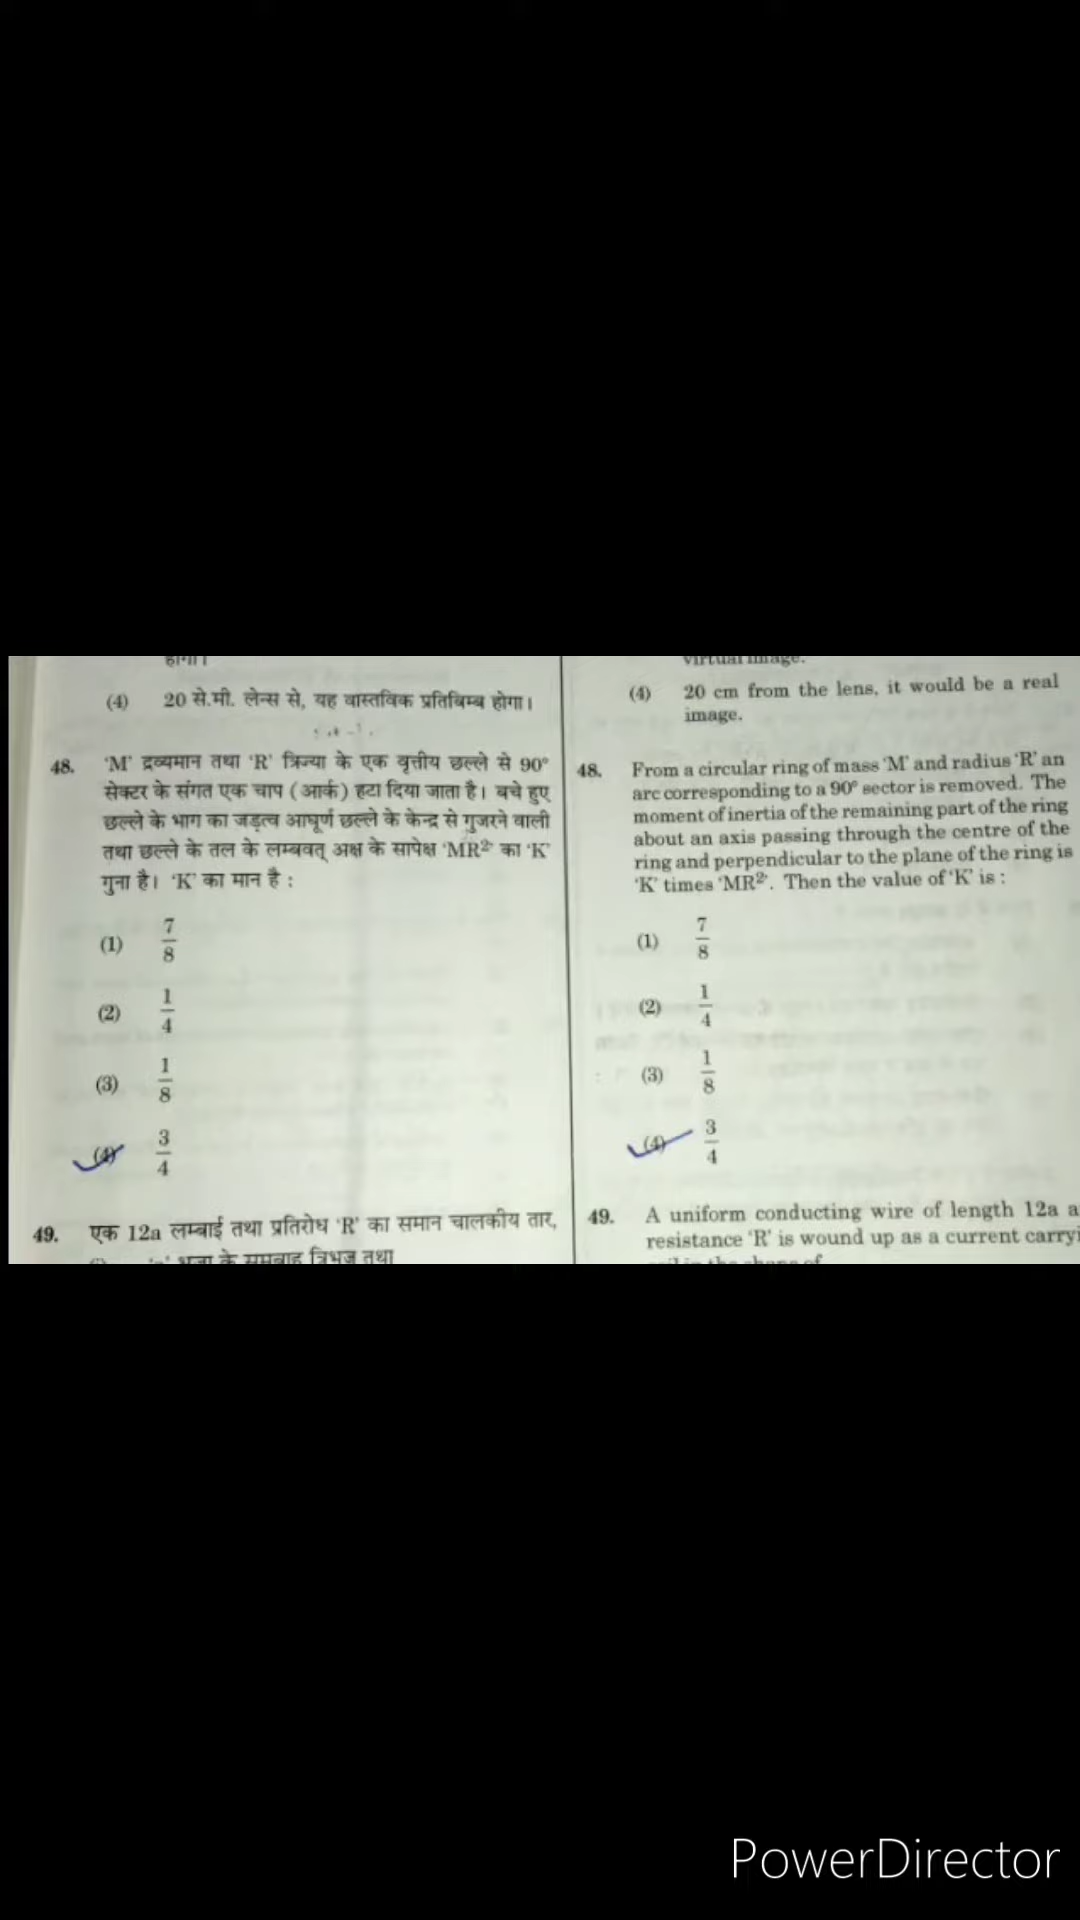 (4) 20 से.मी. लेन्स से, यह वास्तविक प्रतिबिम्ब होगा।
48. 'M' द्रव्यमान तथा 'R' त्रिज्या के एक वृत्तीय छल्ले से 90°
सेक्टर के संगत एक चाप (आर्क) हटा दिया जाता है। बचे हुए
छल्ले के भाग का जड़त्व आघूर्ण छल्ले के केन्द्र से गुजरने वाली
तथा छल्ले के तल के लम्बवत् अक्ष के सापेक्ष 'MR²' का 'K'
गुना है। 'K' का मान है :
(1) 7/8
(2) 1/4
(3) 1/8
(4) 3/4
49. एक 12a लम्बाई तथा प्रतिरोध 'R' का समान चालकीय तार,
virtual image.
(4) 20 cm from the lens, it would be a real
image.
48. From a circular ring of mass 'M' and radius 'R' an
arc corresponding to a 90° sector is removed. The
moment of inertia of the remaining part of the ring
about an axis passing through the centre of the
ring and perpendicular to the plane of the ring is
'K' times 'MR²'. Then the value of 'K' is :
(1) 7/8
(2) 1/4
(3) 1/8
(4) 3/4
49. A uniform conducting wire of length 12a a
resistance 'R' is wound up as a current carryi
PowerDirector